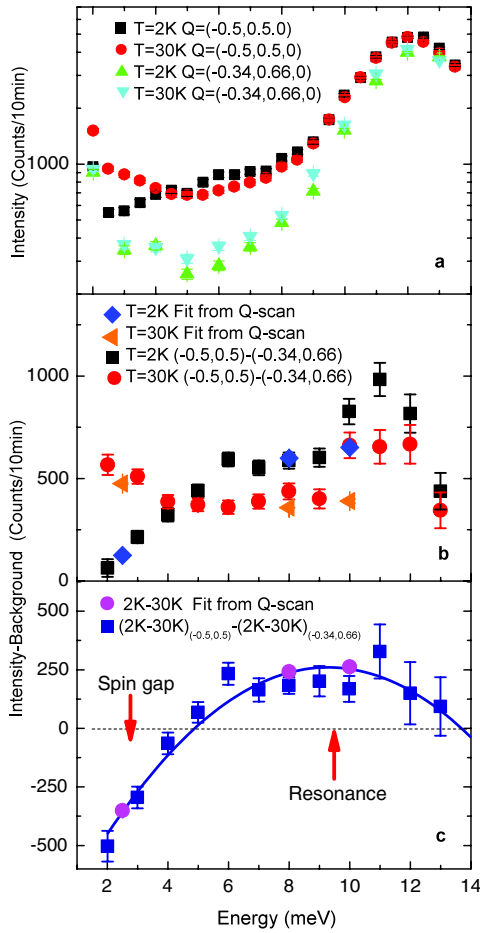 T=2K Q=(-0.5,0.5.0)
T=30K Q=(-0.5,0.5,0)
T=2K Q=(-0.34,0.66,0)
T=30K Q=(-0.34,0.66,0)
1000
Intensity (Counts/10min)
a
T=2K Fit from Q-scan
T=30K Fit from Q-scan
T=2K (-0.5,0.5)-(-0.34,0.66)
T=30K (-0.5,0.5)-(-0.34,0.66)
1000
500
0
b
Intensity-Background (Counts/10min)
2K-30K Fit from Q-scan
(2K-30K)(-0.5,0.5)-(2K-30K)(-0.34,0.66)
500
250
0
-250
-500
Spin gap
Resonance
c
2 4 6 8 10 12 14
Energy (meV)